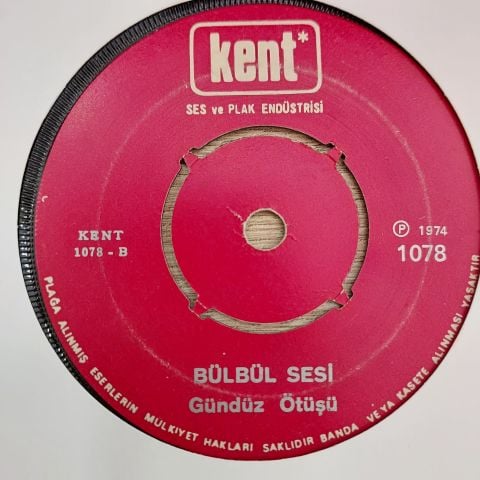 kent*
SES ve PLAK ENDÜSTRİSİ
KENT
1078 - B
Ⓟ 1974
1078
BÜLBÜL SESİ
Gündüz Ötüşü
PLAĞA ALINMIŞ ESERLERİN MÜLKİYET HAKLARI SAKLIDIR BANDA VEYA KASETE ALINMASI YASAKTIR